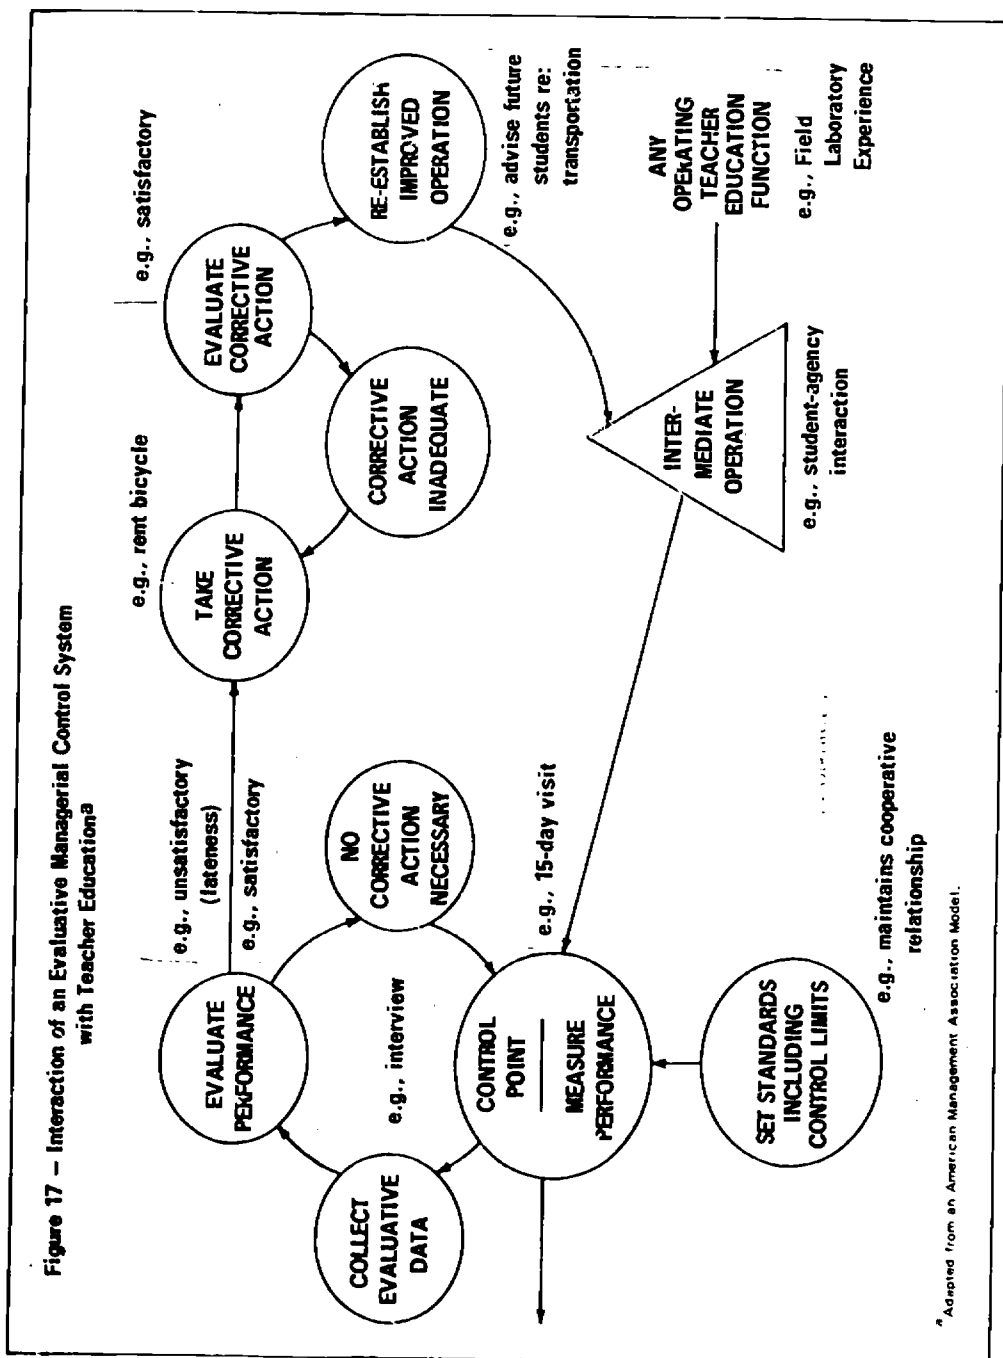 Figure 17 – Interaction of an Evaluative Managerial Control System
with Teacher Educationa
COLLECT
EVALUATIVE
DATA
EVALUATE
PERFORMANCE
e.g., interview
CONTROL
POINT
MEASURE
PERFORMANCE
SET STANDARDS
INCLUDING
CONTROL LIMITS
e.g., maintains cooperative
relationship
NO
CORRECTIVE
ACTION
NECESSARY
e.g., unsatisfactory
(lateness)
e.g., satisfactory
e.g., 15-day visit
TAKE
CORRECTIVE
ACTION
e.g., rent bicycle
CORRECTIVE
ACTION
INADEQUATE
EVALUATE
CORRECTIVE
ACTION
e.g., satisfactory
RE-ESTABLISH
IMPROVED
OPERATION
e.g., advise future
students re:
transportation
INTER-
MEDIATE
OPERATION
e.g., student-agency
interaction
ANY
OPERATING
TEACHER
EDUCATION
FUNCTION
e.g., Field
Laboratory
Experience
a Adapted from an American Management Association Model.